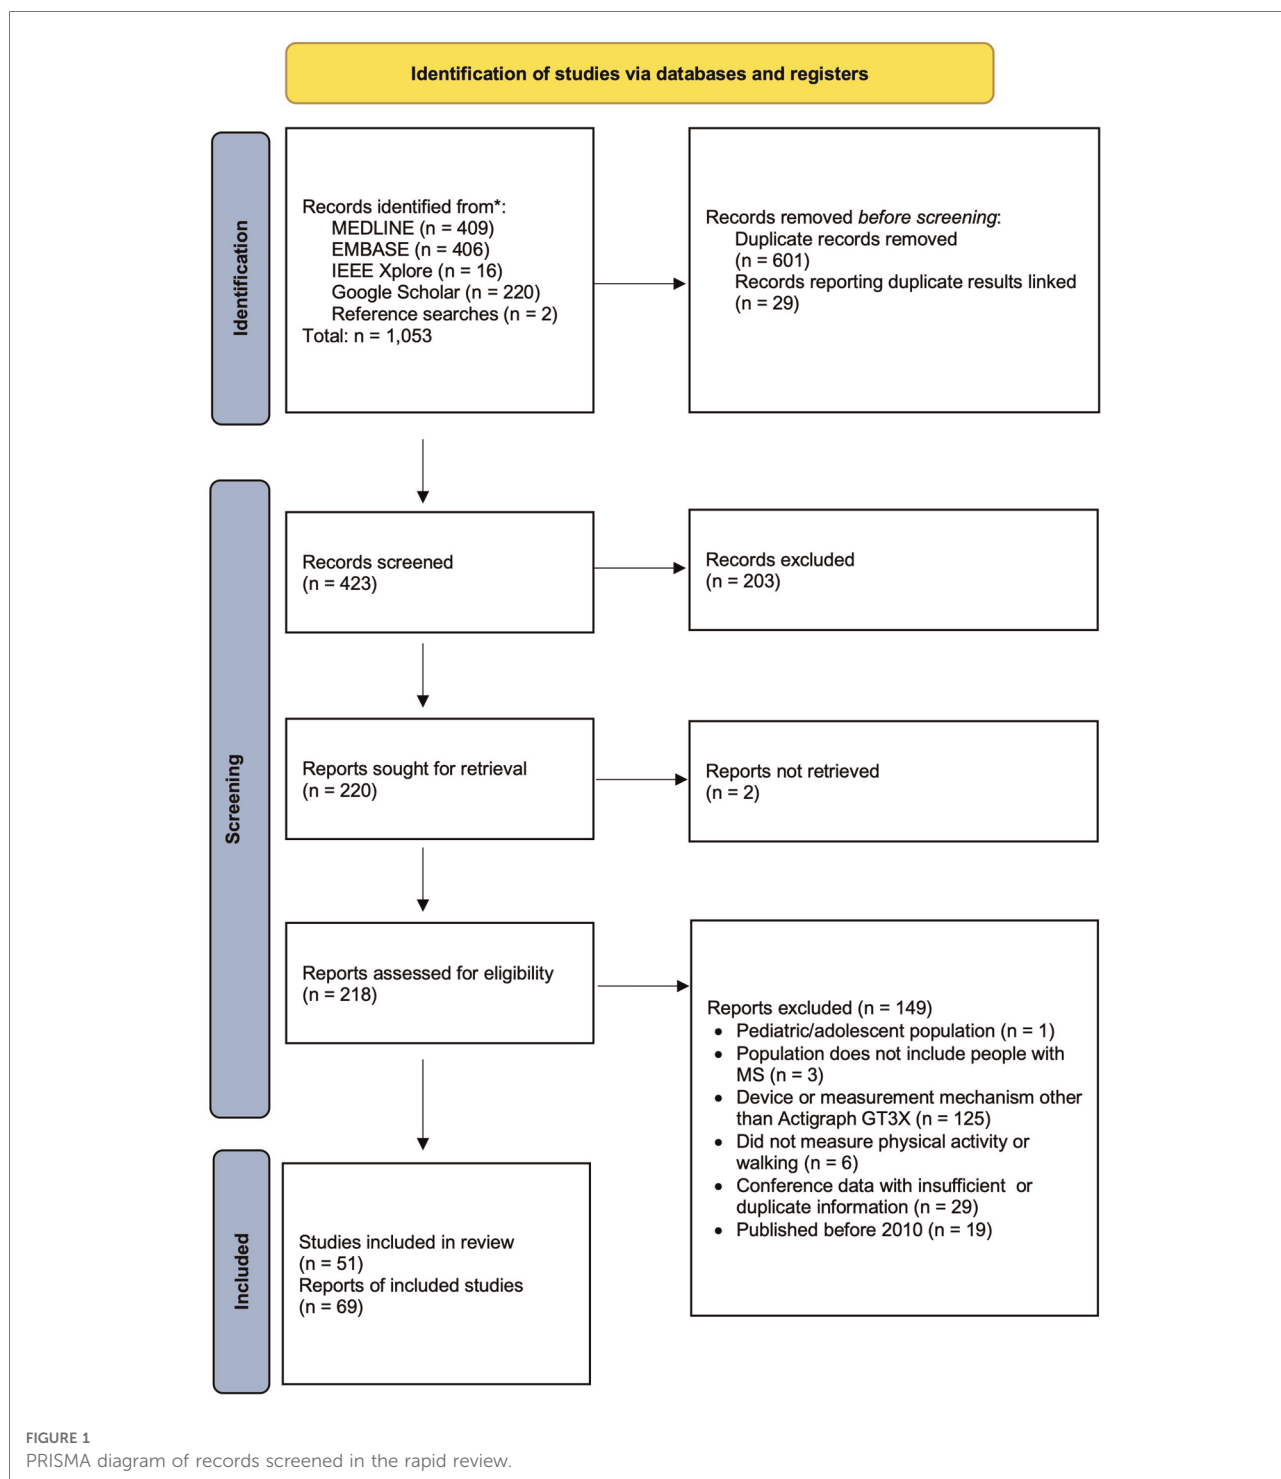 Identification of studies via databases and registers
Identification
Records identified from*:
MEDLINE (n = 409)
EMBASE (n = 406)
IEEE Xplore (n = 16)
Google Scholar (n = 220)
Reference searches (n = 2)
Total: n = 1,053
Records removed before screening:
Duplicate records removed
(n = 601)
Records reporting duplicate results linked
(n = 29)
Screening
Records screened
(n = 423)
Records excluded
(n = 203)
Reports sought for retrieval
(n = 220)
Reports not retrieved
(n = 2)
Reports assessed for eligibility
(n = 218)
Reports excluded (n = 149)
• Pediatric/adolescent population (n = 1)
• Population does not include people with
MS (n = 3)
• Device or measurement mechanism other
than Actigraph GT3X (n = 125)
• Did not measure physical activity or
walking (n = 6)
• Conference data with insufficient or
duplicate information (n = 29)
• Published before 2010 (n = 19)
Included
Studies included in review
(n = 51)
Reports of included studies
(n = 69)
FIGURE 1
PRISMA diagram of records screened in the rapid review.